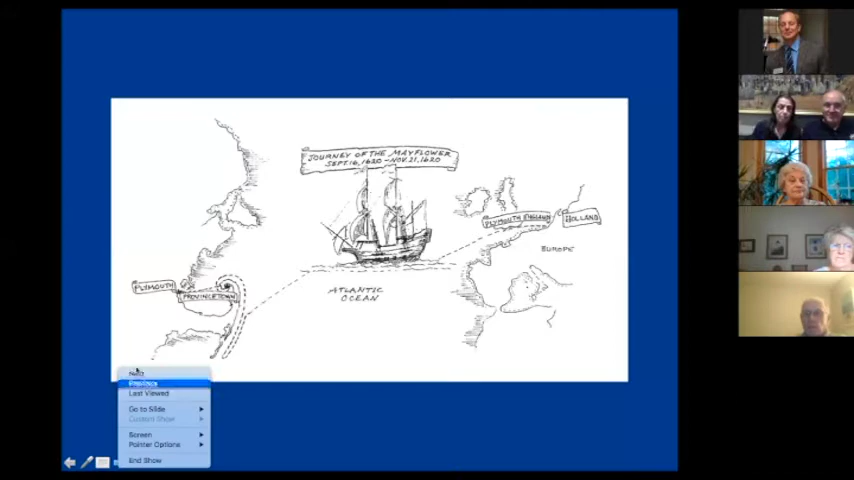 JOURNEY OF THE MAYFLOWER
SEPT. 16, 1620 - NOV. 21, 1620
PLYMOUTH ENGLAND
HOLLAND
EUROPE
PLYMOUTH
PROVINCETOWN
ATLANTIC
OCEAN
Next
Previous
Last Viewed
Go to Slide
Custom Show
Screen
Pointer Options
End Show